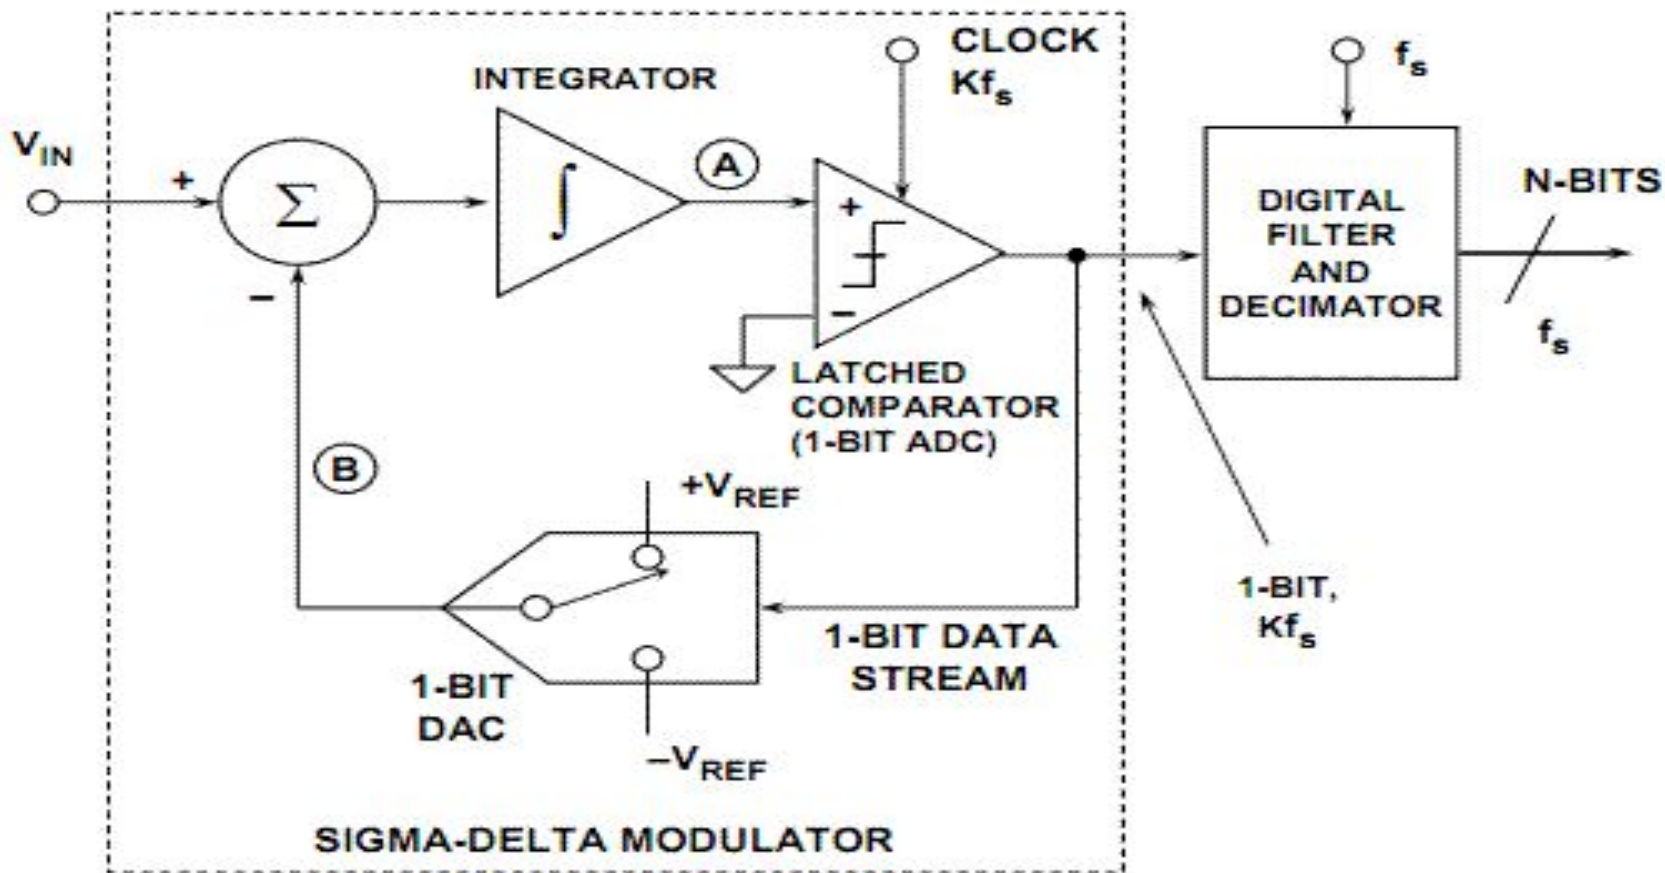 CLOCK
Kfs
fs
INTEGRATOR
VIN
+
Σ
−
∫
A
+
−
DIGITAL
FILTER
AND
DECIMATOR
N-BITS
fs
LATCHED
COMPARATOR
(1-BIT ADC)
B
+VREF
1-BIT
DAC
−VREF
1-BIT DATA
STREAM
1-BIT,
Kfs
SIGMA-DELTA MODULATOR